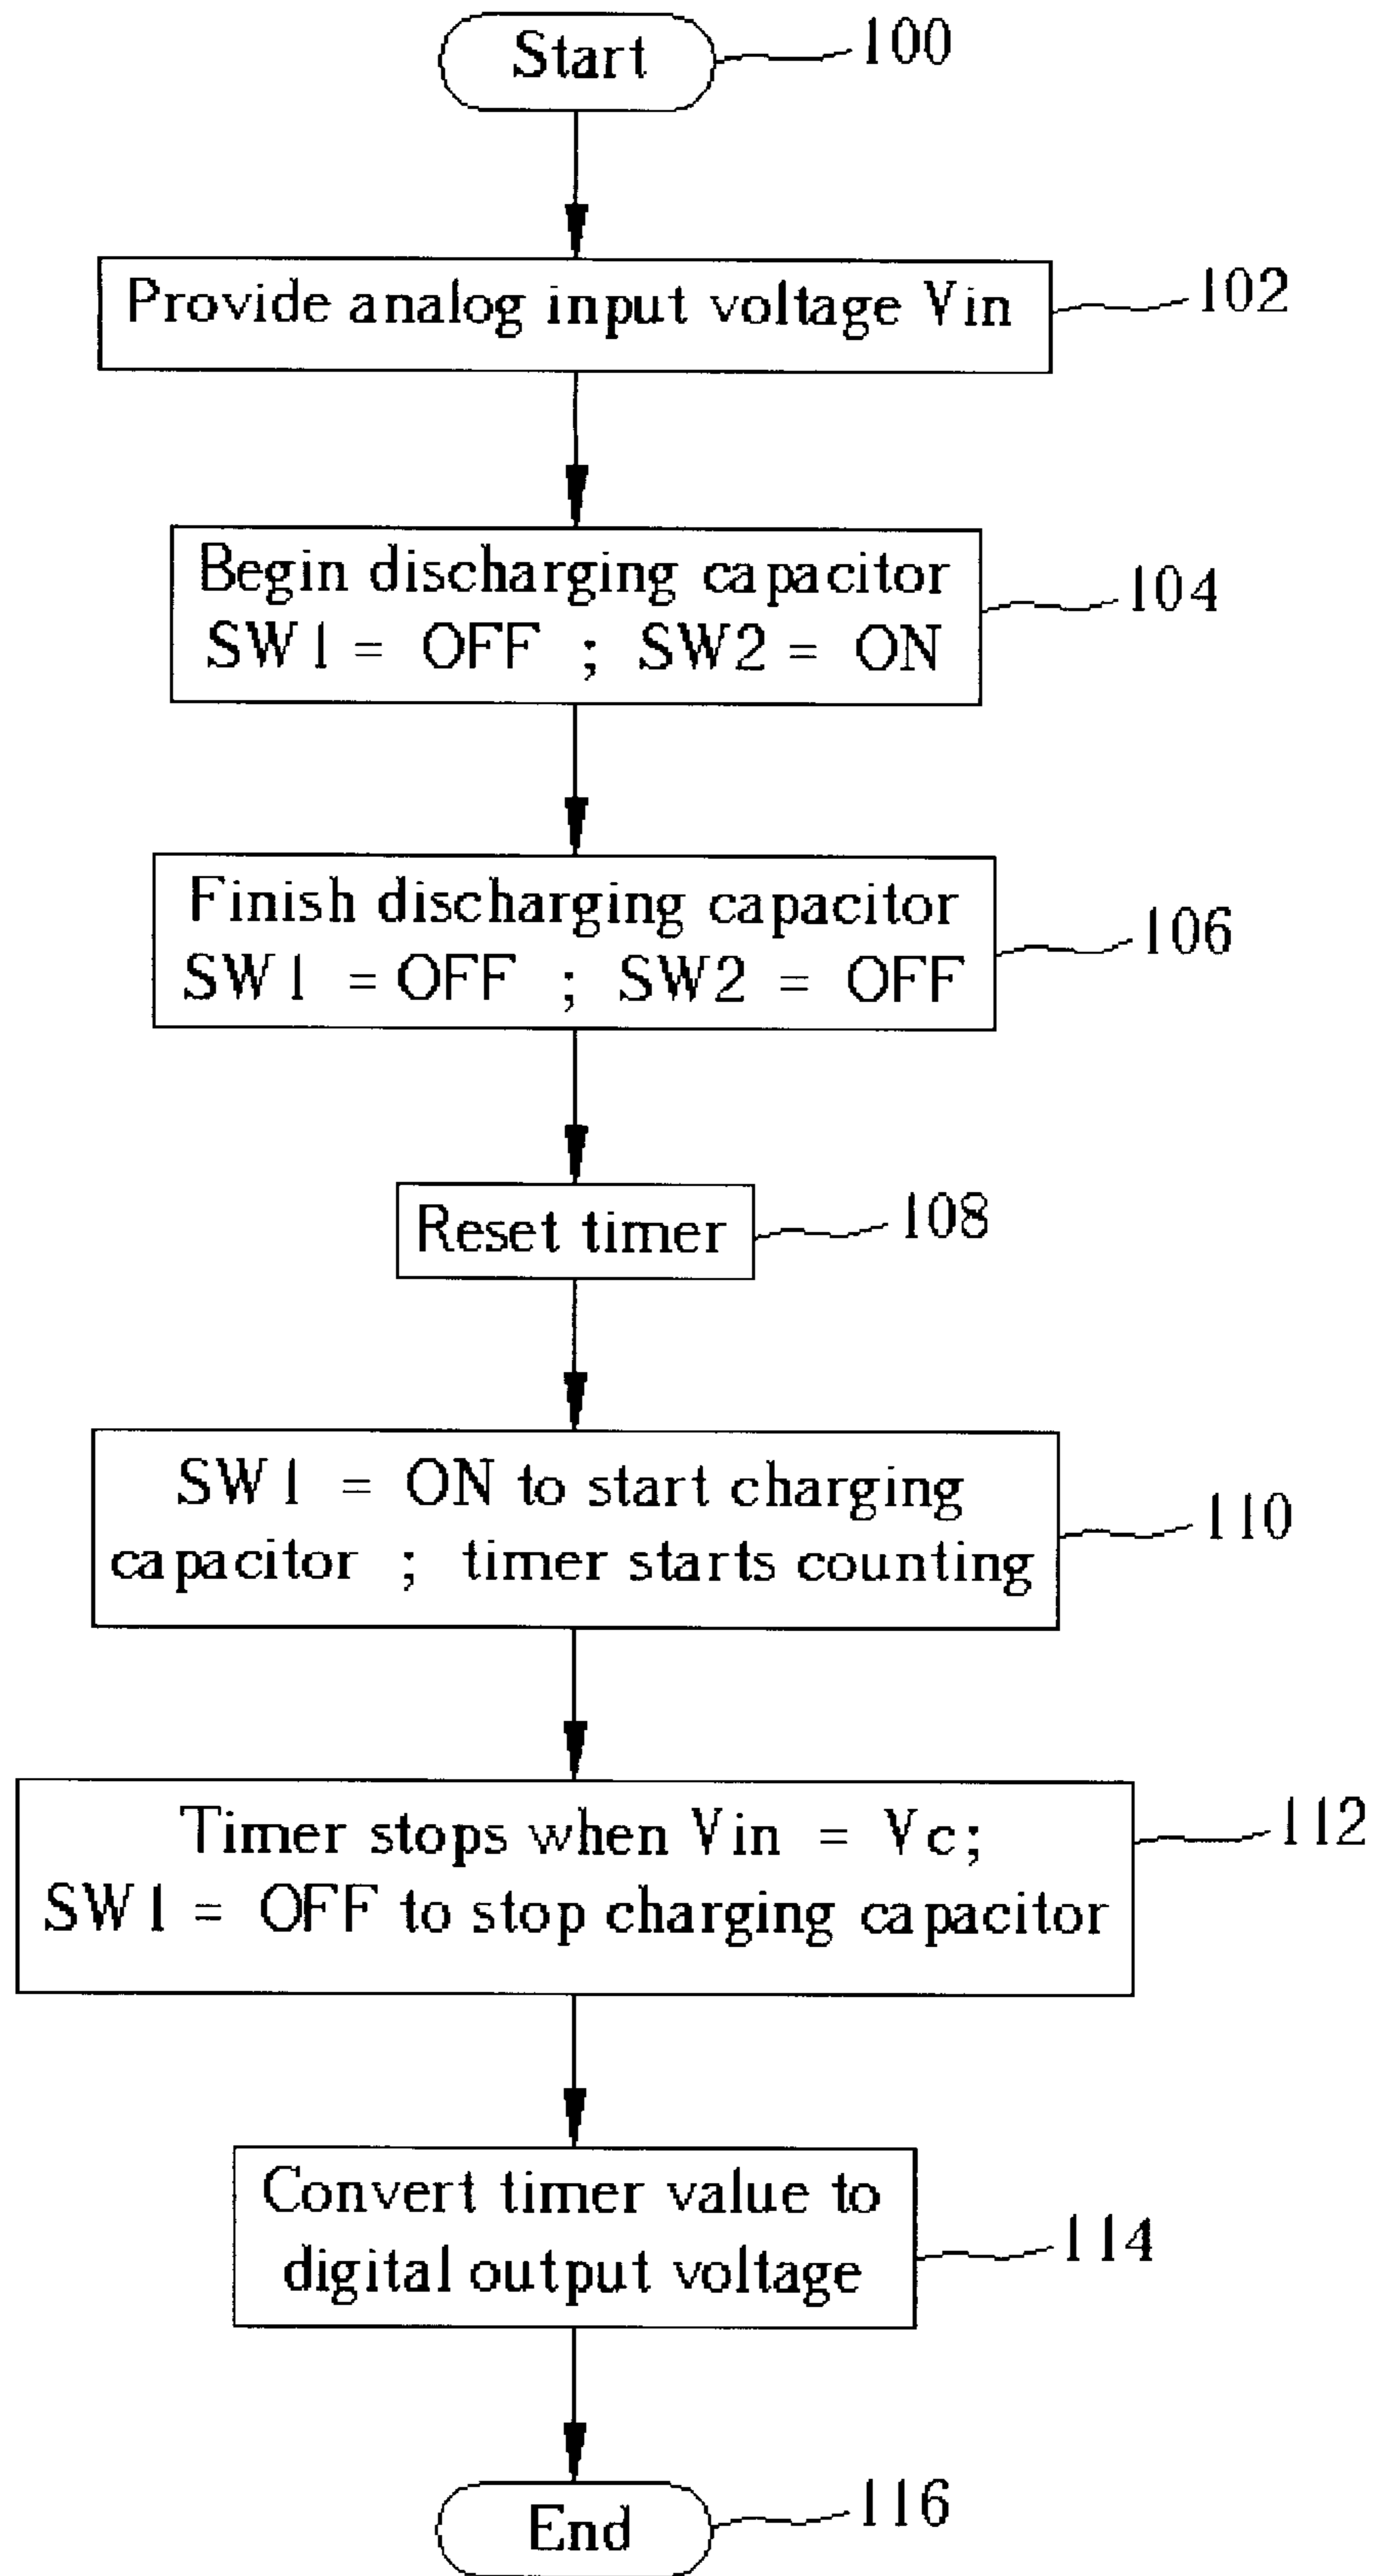 Start
100
Provide analog input voltage Vin
102
Begin discharging capacitor
SW1 = OFF ; SW2 = ON
104
Finish discharging capacitor
SW1 = OFF ; SW2 = OFF
106
Reset timer
108
SW1 = ON to start charging
capacitor ; timer starts counting
110
Timer stops when Vin = Vc;
SW1 = OFF to stop charging capacitor
112
Convert timer value to
digital output voltage
114
End
116